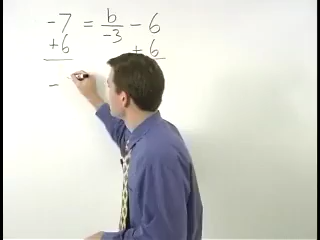 -7 = b/-3 - 6
+6 + 6
-